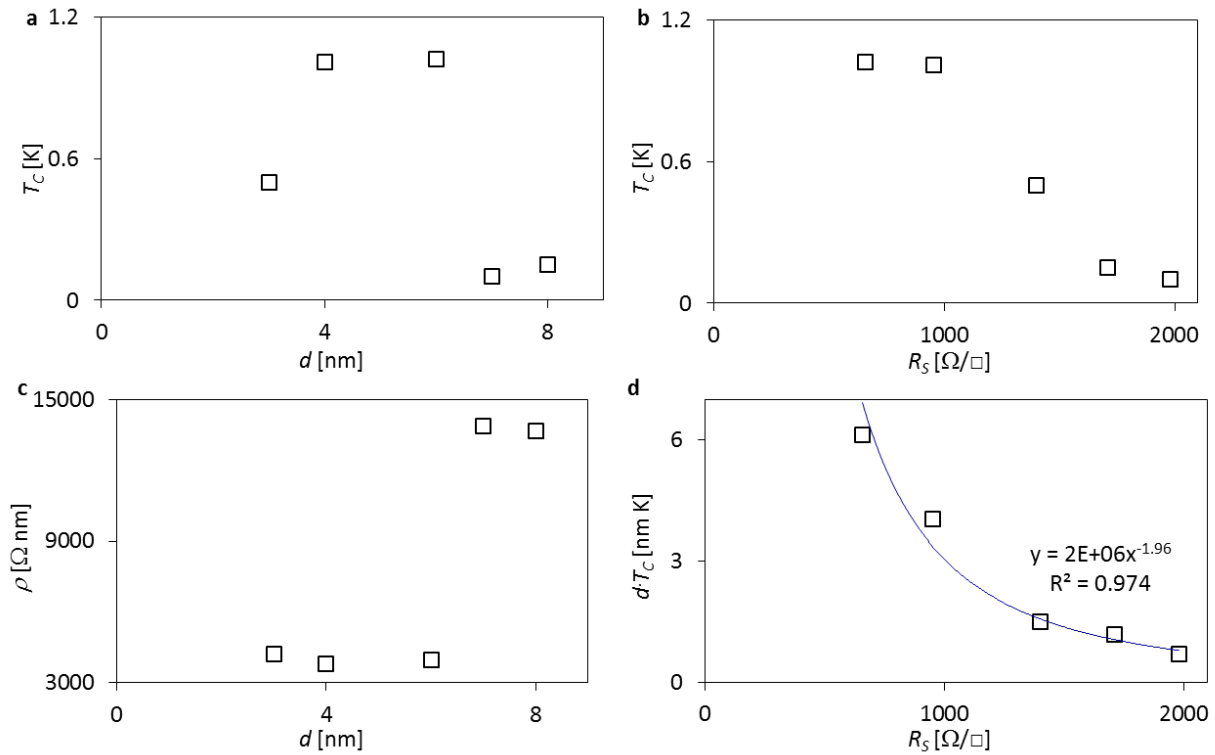 a
1.2
0.6
0
T_C [K]
0
4
8
d [nm]
b
1.2
0.6
0
T_C [K]
0
1000
2000
R_S [Ω/□]
c
15000
9000
3000
ρ [Ω nm]
0
4
8
d [nm]
d
6
3
0
d·T_C [nm K]
y = 2E+06x^-1.96
R² = 0.974
0
1000
2000
R_S [Ω/□]